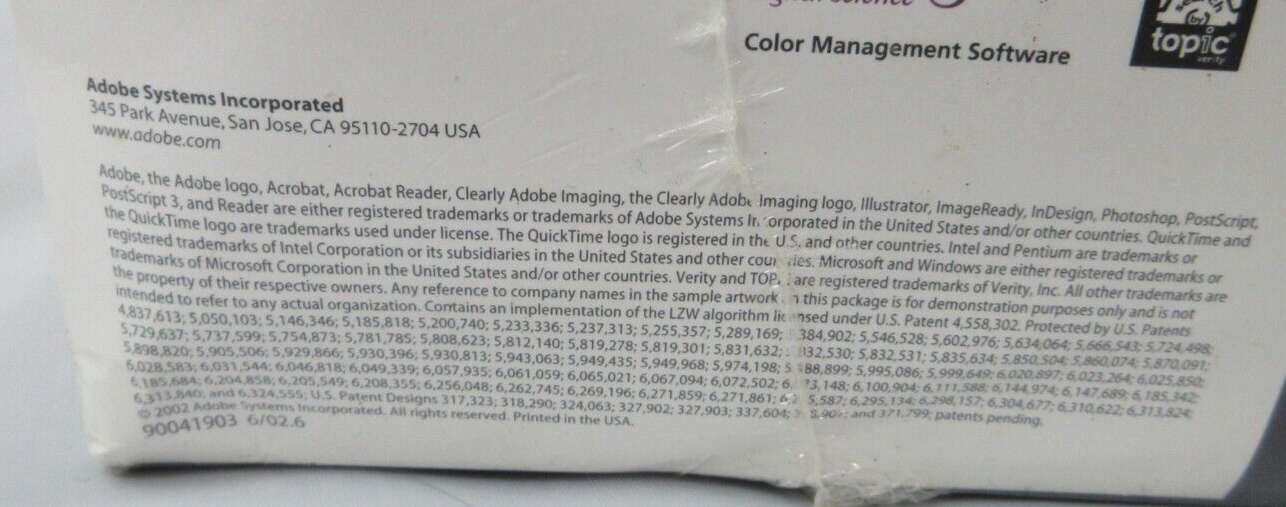 digital science
Color Management Software
search
by
topic
verity
Adobe Systems Incorporated
345 Park Avenue, San Jose, CA 95110-2704 USA
www.adobe.com
Adobe, the Adobe logo, Acrobat, Acrobat Reader, Clearly Adobe Imaging, the Clearly Adobe Imaging logo, Illustrator, ImageReady, InDesign, Photoshop, PostScript,
PostScript 3, and Reader are either registered trademarks or trademarks of Adobe Systems Incorporated in the United States and/or other countries. QuickTime and
the QuickTime logo are trademarks used under license. The QuickTime logo is registered in the U.S. and other countries. Intel and Pentium are trademarks or
registered trademarks of Intel Corporation or its subsidiaries in the United States and other countries. Microsoft and Windows are either registered trademarks or
trademarks of Microsoft Corporation in the United States and/or other countries. Verity and TOPIC are registered trademarks of Verity, Inc. All other trademarks are
the property of their respective owners. Any reference to company names in the sample artwork in this package is for demonstration purposes only and is not
intended to refer to any actual organization. Contains an implementation of the LZW algorithm licensed under U.S. Patent 4,558,302. Protected by U.S. Patents
4,837,613; 5,050,103; 5,146,346; 5,185,818; 5,200,740; 5,233,336; 5,237,313; 5,255,357; 5,289,169; 384,902; 5,546,528; 5,602,976; 5,634,064; 5,666,543; 5,724,498;
5,729,637; 5,737,599; 5,754,873; 5,781,785; 5,808,623; 5,812,140; 5,819,278; 5,819,301; 5,831,632; 32,530; 5,832,531; 5,835,634; 5,850,504; 5,860,074; 5,870,091;
5,898,820; 5,905,506; 5,929,866; 5,930,396; 5,930,813; 5,943,063; 5,949,435; 5,949,968; 5,974,198; 88,899; 5,995,086; 5,999,649; 6,020,897; 6,023,264; 6,025,850;
6,028,583; 6,031,544; 6,046,818; 6,049,339; 6,057,935; 6,061,059; 6,065,021; 6,067,094; 6,072,502; 3,148; 6,100,904; 6,111,588; 6,144,974; 6,147,689; 6,185,342;
6,185,684; 6,204,858; 6,205,549; 6,208,355; 6,256,048; 6,262,745; 6,269,196; 6,271,859; 6,271,861; 5,587; 6,295,134; 6,298,157; 6,304,677; 6,310,622; 6,313,824;
6,313,840; and 6,324,555; U.S. Patent Designs 317,323; 318,290; 324,063; 327,902; 327,903; 337,604; and 371,799; patents pending.
© 2002 Adobe Systems Incorporated. All rights reserved. Printed in the USA.
90041903 6/02.6